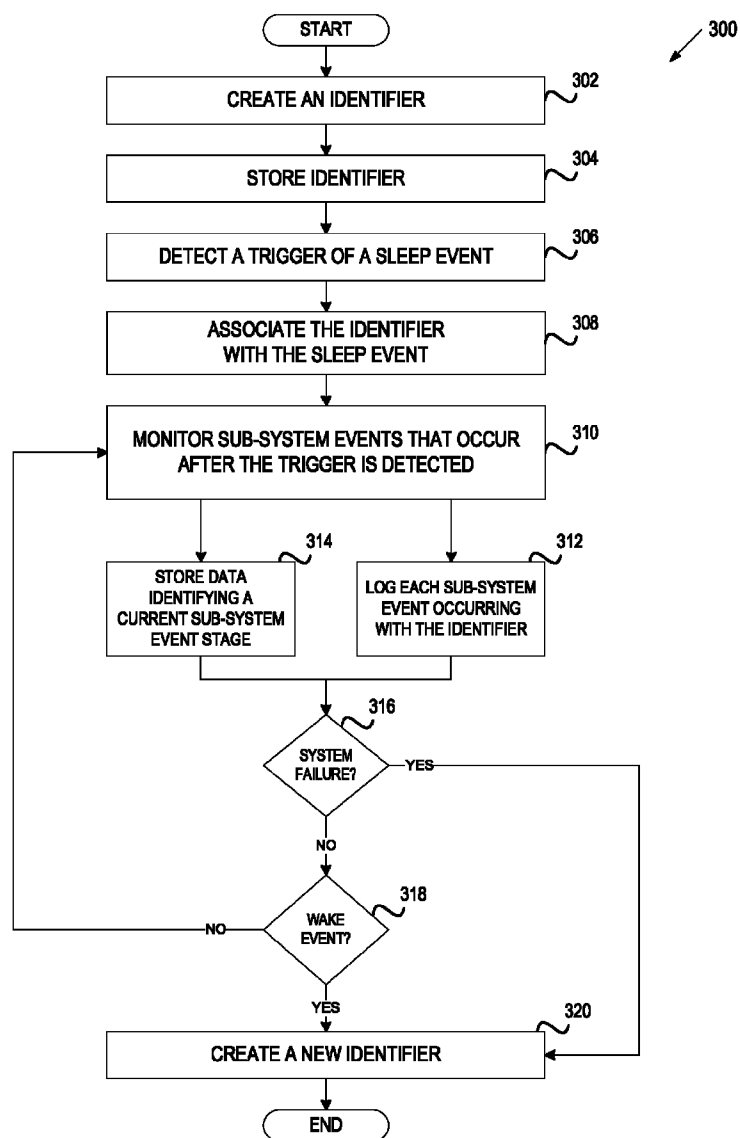 START
300
302
CREATE AN IDENTIFIER
304
STORE IDENTIFIER
306
DETECT A TRIGGER OF A SLEEP EVENT
308
ASSOCIATE THE IDENTIFIER
WITH THE SLEEP EVENT
310
MONITOR SUB-SYSTEM EVENTS THAT OCCUR
AFTER THE TRIGGER IS DETECTED
314
STORE DATA
IDENTIFYING A
CURRENT SUB-SYSTEM
EVENT STAGE
312
LOG EACH SUB-SYSTEM
EVENT OCCURRING
WITH THE IDENTIFIER
316
SYSTEM
FAILURE?
YES
NO
318
WAKE
EVENT?
NO
YES
320
CREATE A NEW IDENTIFIER
END